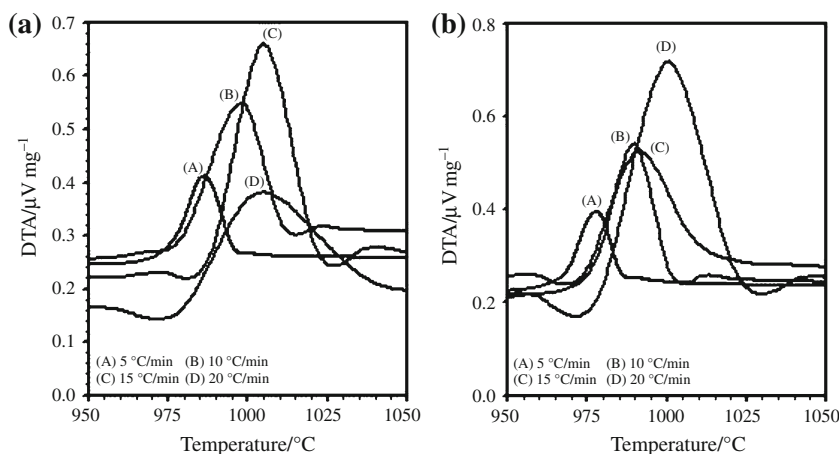 (a)
DTA/μV mg⁻¹
0.7
0.6
0.5
0.4
0.3
0.2
0.1
0.0
(A)
(B)
(C)
(D)
(A) 5 °C/min (B) 10 °C/min
(C) 15 °C/min (D) 20 °C/min
950 975 1000 1025 1050
Temperature/°C
(b)
DTA/μV mg⁻¹
0.8
0.6
0.4
0.2
0.0
(A)
(B)
(C)
(D)
(A) 5 °C/min (B) 10 °C/min
(C) 15 °C/min (D) 20 °C/min
950 975 1000 1025 1050
Temperature/°C